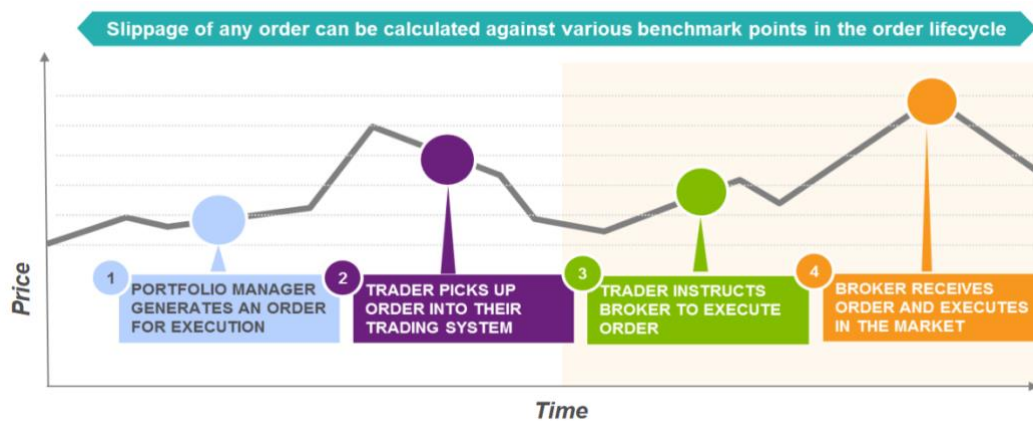 Slippage of any order can be calculated against various benchmark points in the order lifecycle
Price
1
PORTFOLIO MANAGER
GENERATES AN ORDER
FOR EXECUTION
2
TRADER PICKS UP
ORDER INTO THEIR
TRADING SYSTEM
3
TRADER INSTRUCTS
BROKER TO EXECUTE
ORDER
4
BROKER RECEIVES
ORDER AND EXECUTES
IN THE MARKET
Time